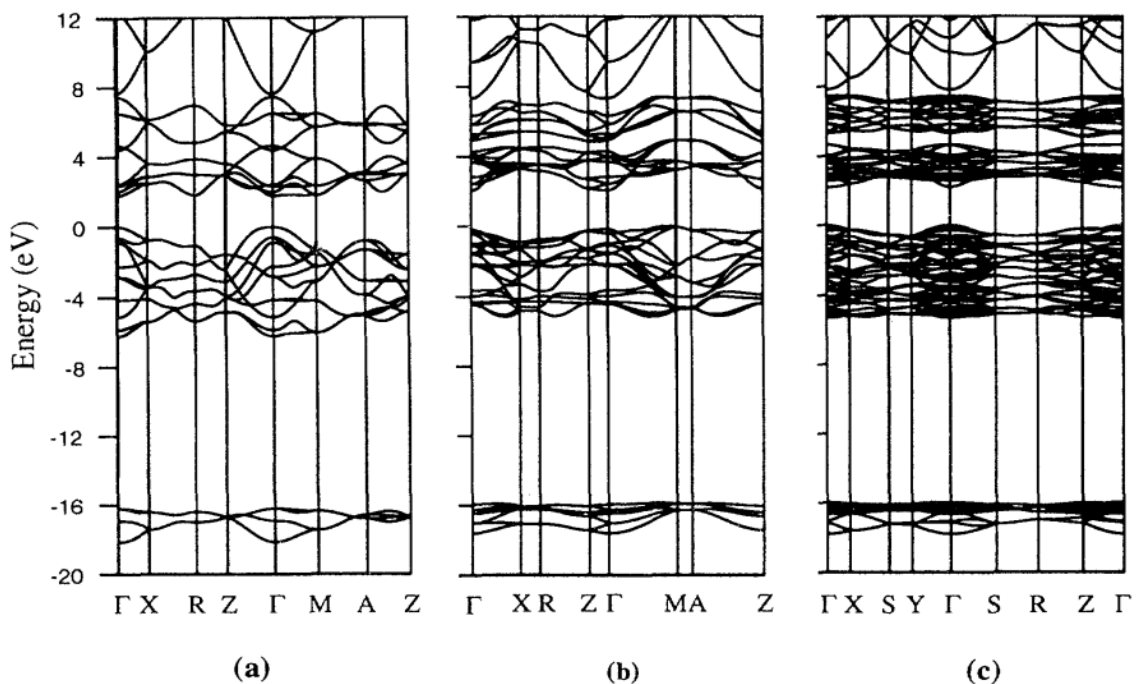 12
8
4
0
-4
-8
-12
-16
-20
Energy (eV)
Γ X R Z Γ M A Z
Γ X R Z Γ M A Z
Γ X S Y Γ S R Z Γ
(a) (b) (c)